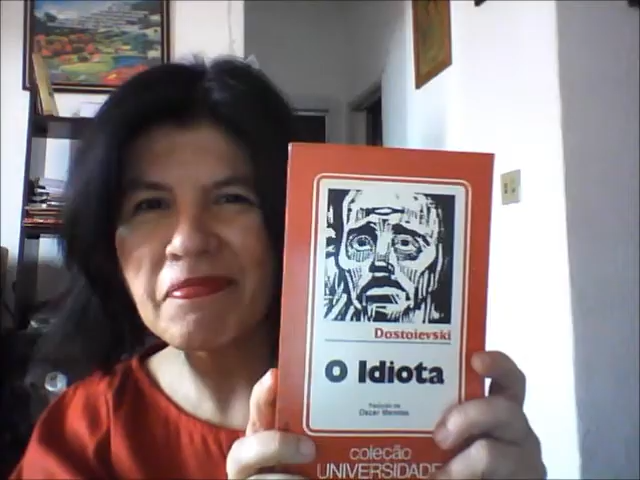 Dostoievski
O Idiota
Tradução de
Oscar Mendes
coleção
UNIVERSIDADE